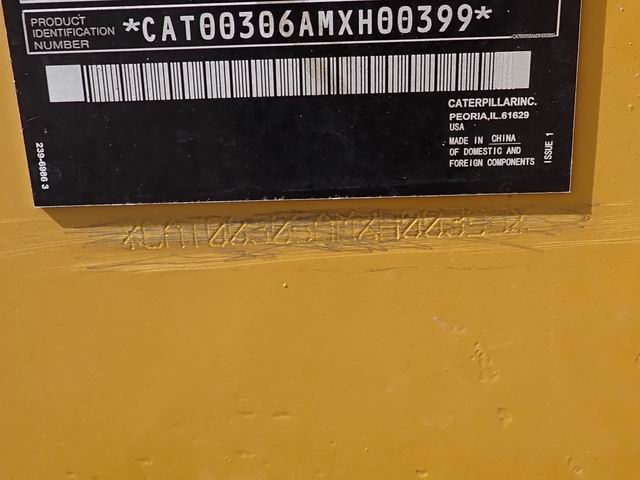 PRODUCT
IDENTIFICATION
NUMBER
*CAT00306AMXH00399*
CATERPILLAR INC.
PEORIA, IL. 61629
USA
MADE IN CHINA
OF DOMESTIC AND
FOREIGN COMPONENTS
ISSUE 1
239-6986 3